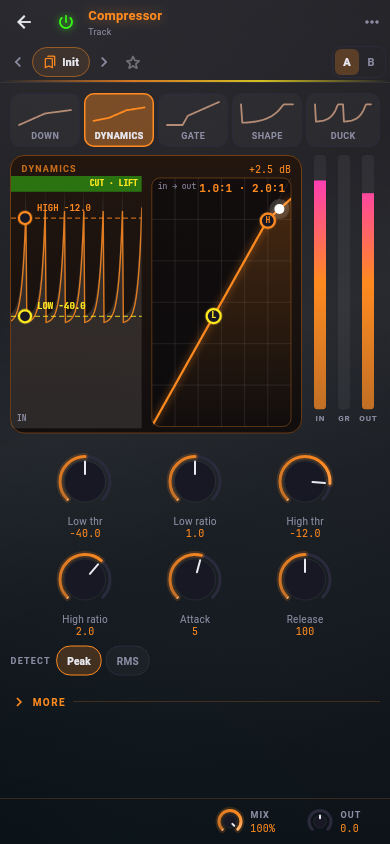 Compressor
Track
Init
A B
DOWN DYNAMICS GATE SHAPE DUCK
DYNAMICS +2.5 dB
CUT · LIFT
in → out 1.0:1 · 2.0:1
HIGH -12.0
H
LOW -40.0
L
IN
IN GR OUT
Low thr Low ratio High thr
-40.0 1.0 -12.0
High ratio Attack Release
2.0 5 100
DETECT Peak RMS
MORE
MIX OUT
100% 0.0